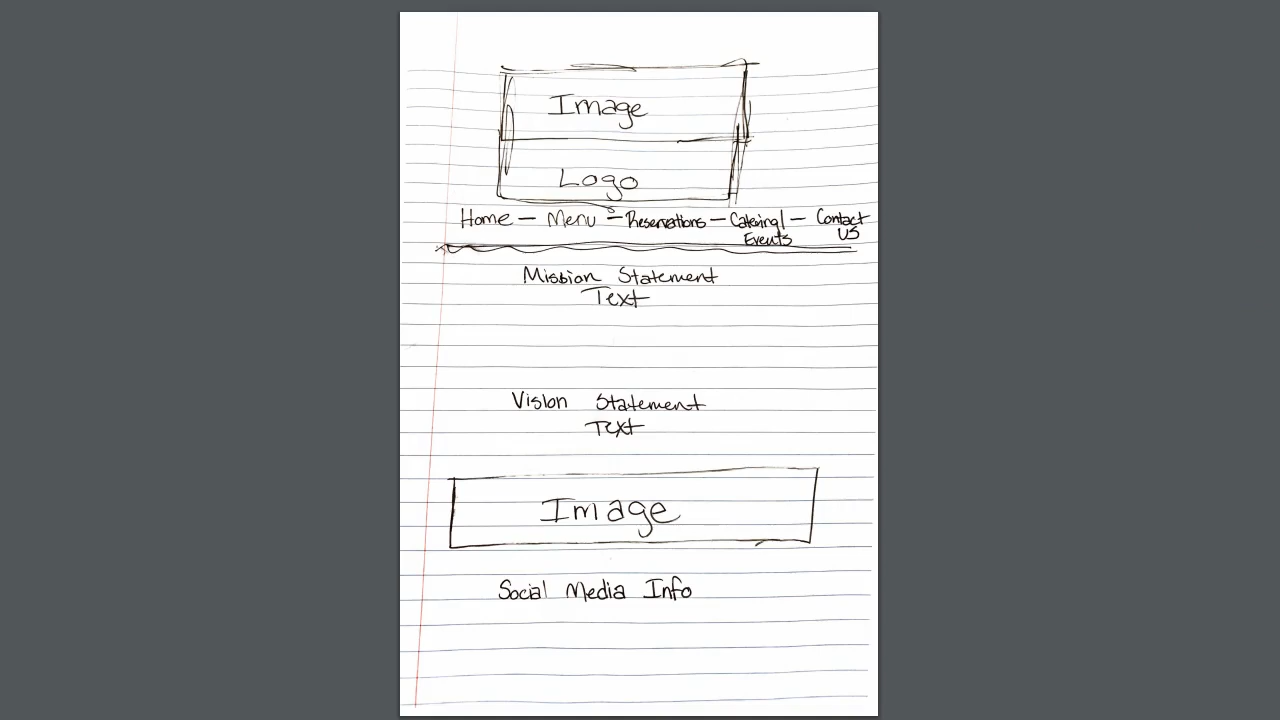 Image
Logo
Home — Menu — Reservations — Catering/ — Contact
Events US
Mission Statement
Text
Vision Statement
Text
Image
Social Media Info